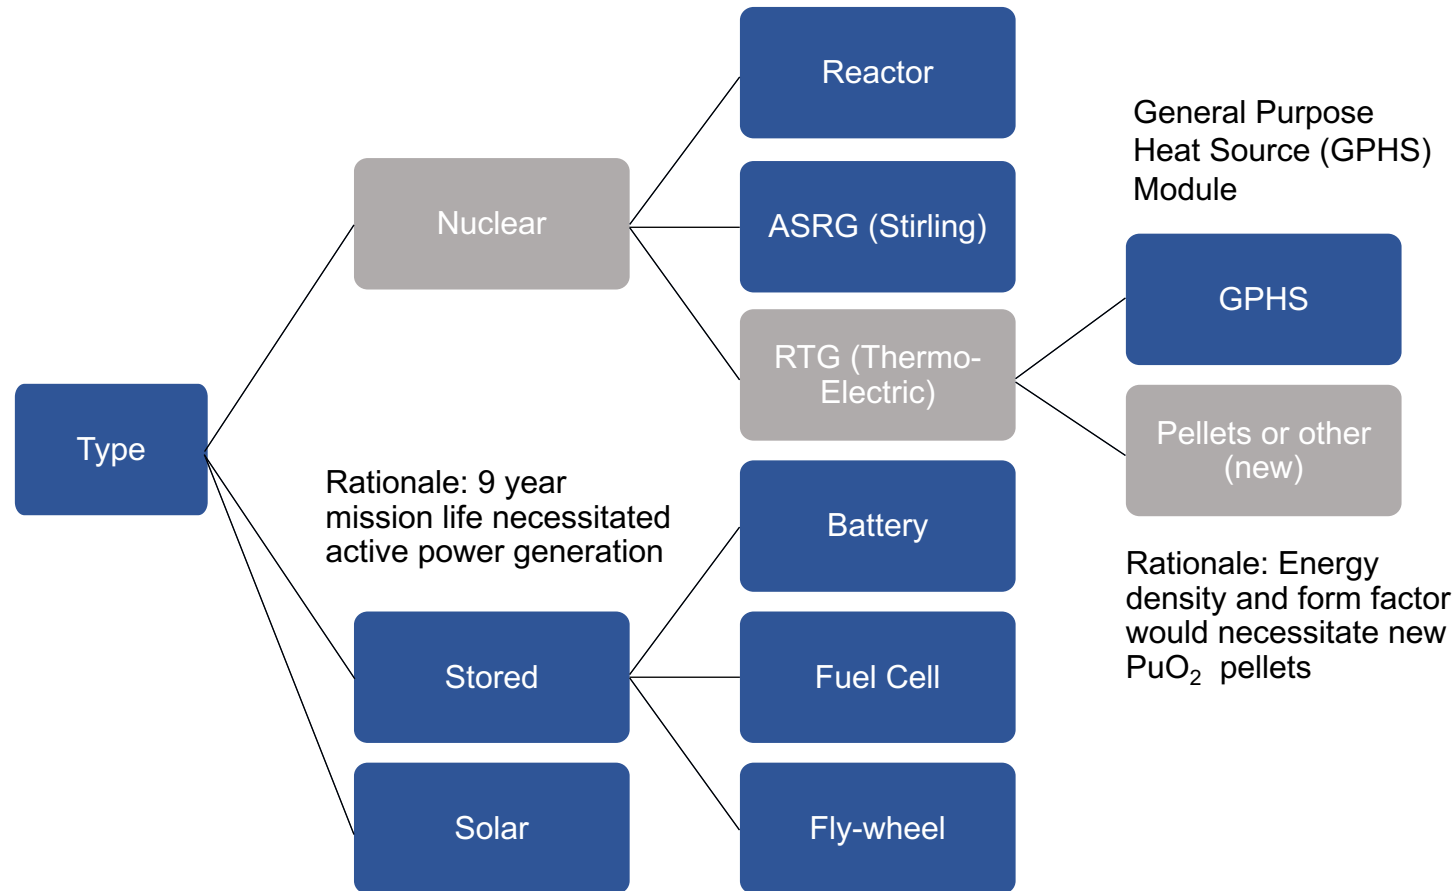 Reactor
General Purpose
Heat Source (GPHS)
Module
Nuclear
ASRG (Stirling)
GPHS
RTG (Thermo-
Electric)
Type
Pellets or other
(new)
Rationale: 9 year
mission life necessitated
active power generation
Battery
Rationale: Energy
density and form factor
would necessitate new
PuO₂ pellets
Stored
Fuel Cell
Solar
Fly-wheel